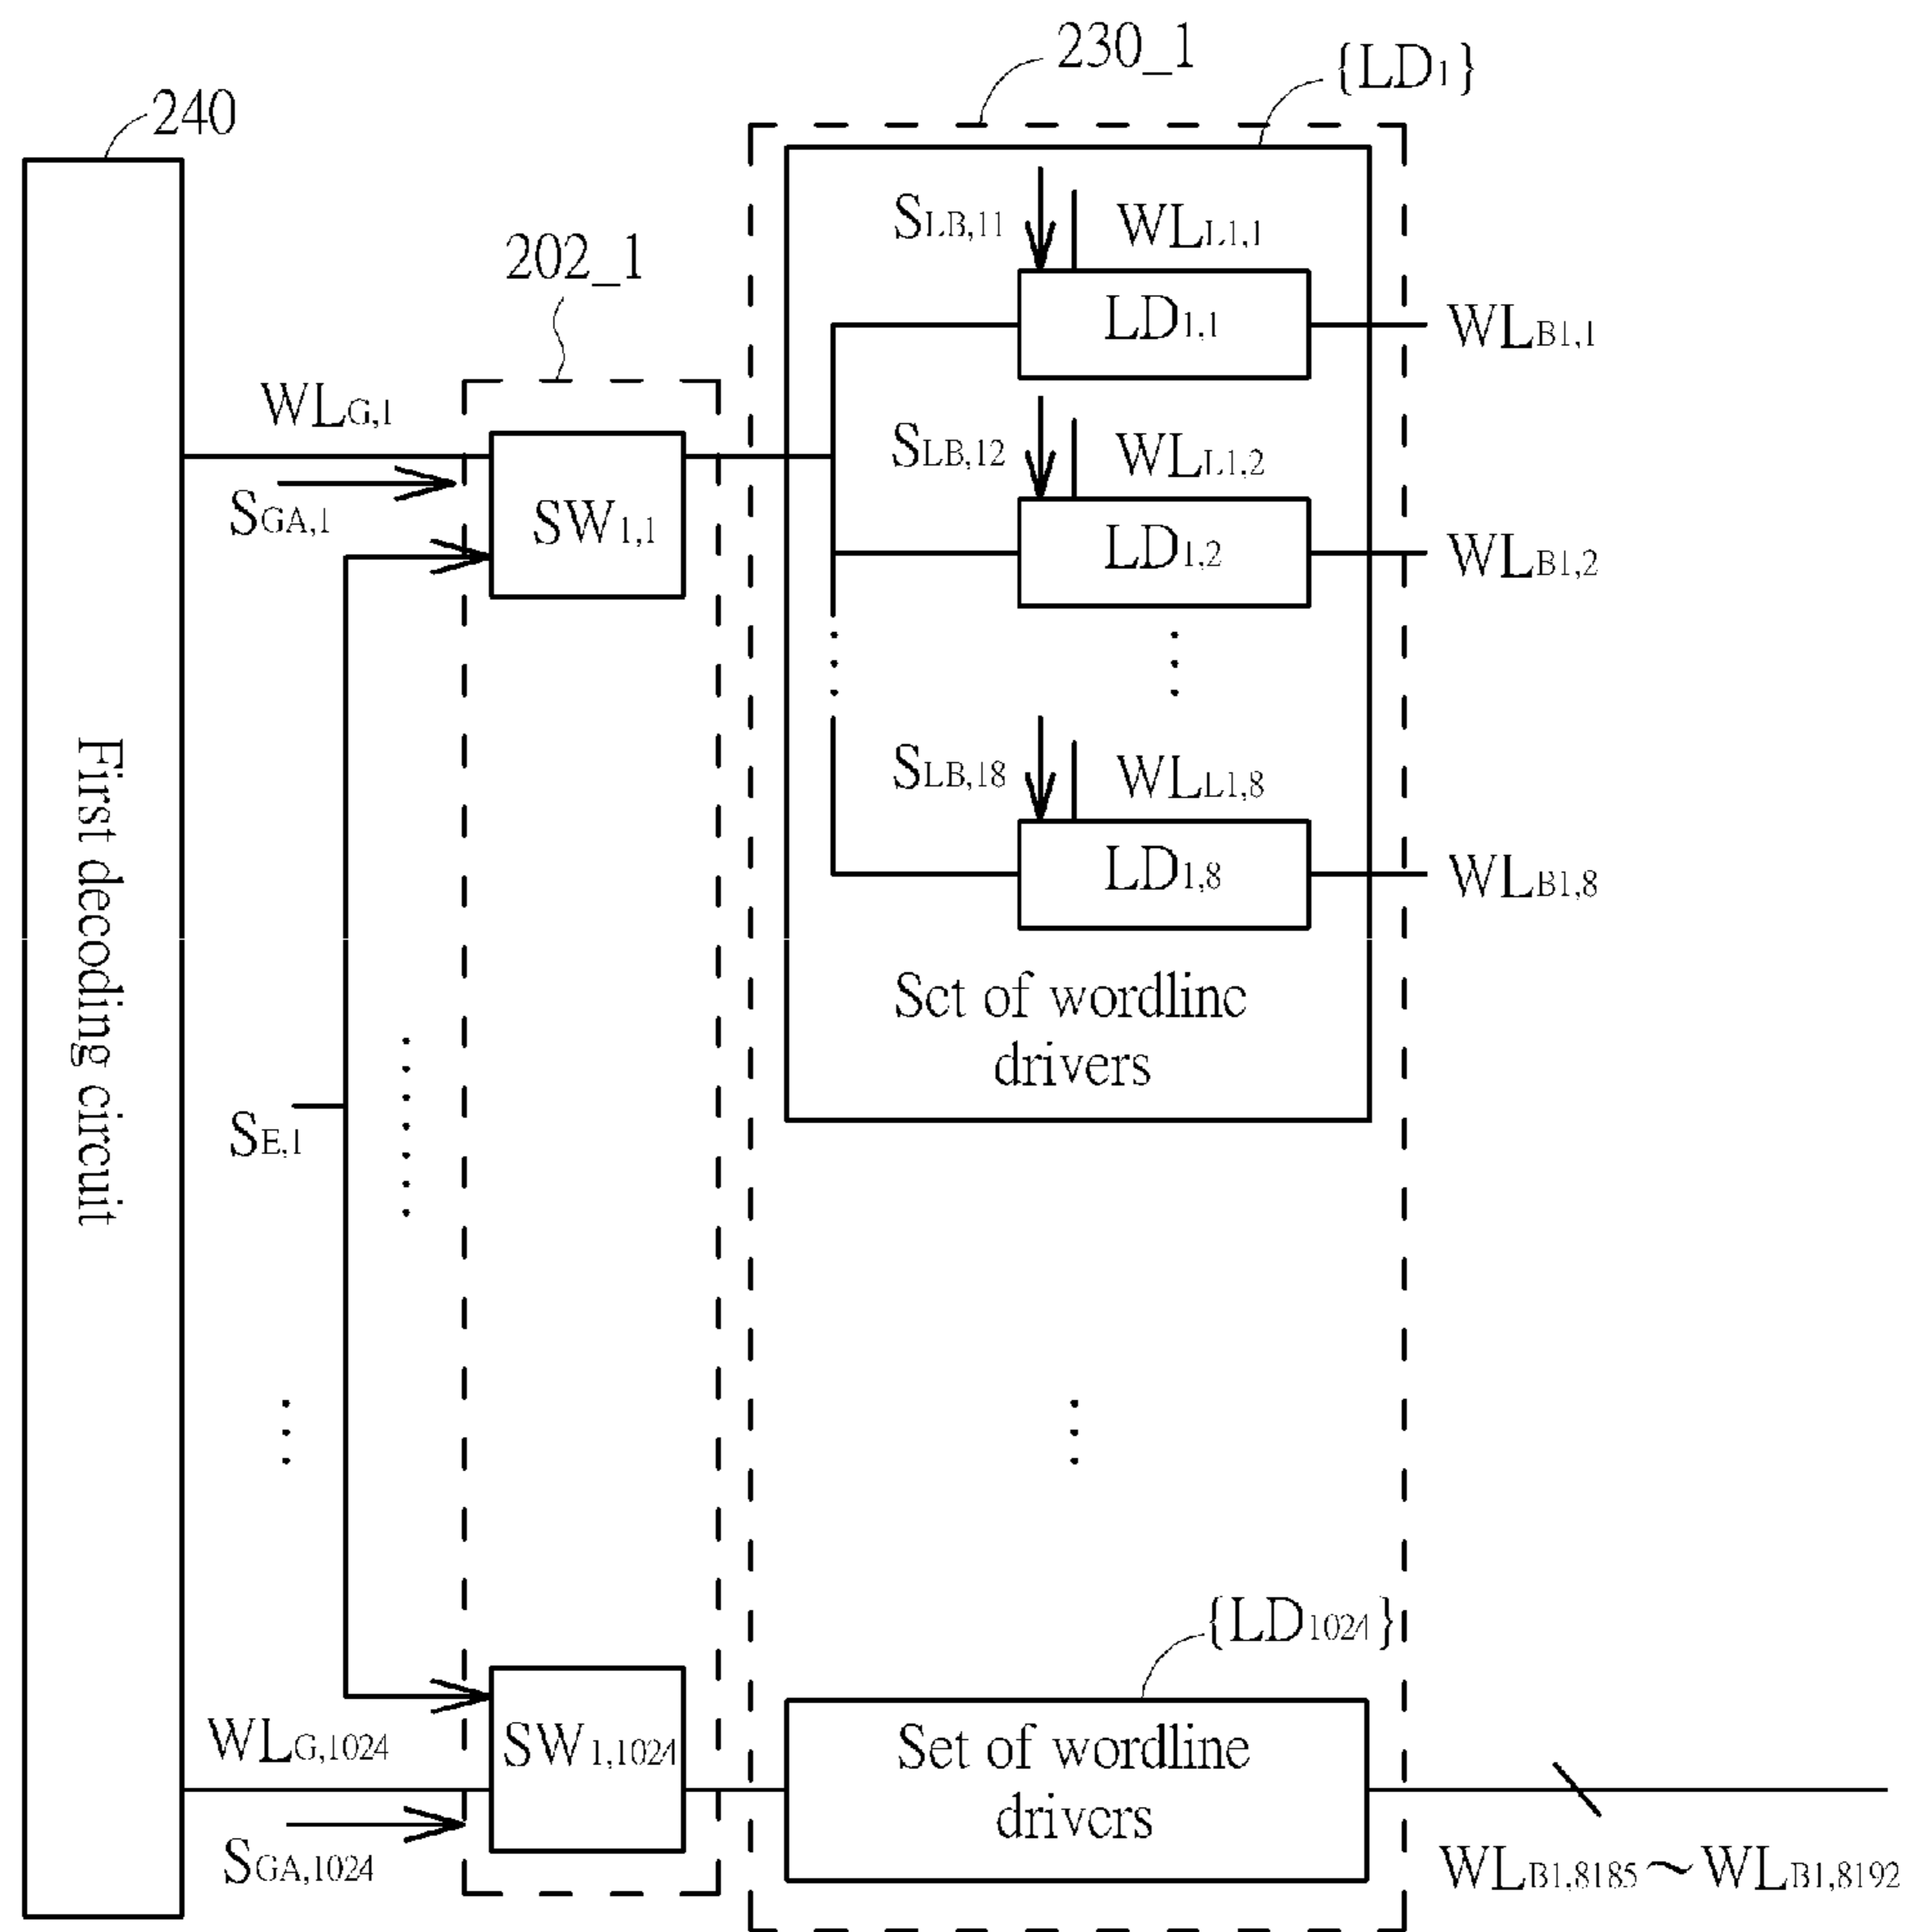 230_1
{LD1}
240
SLB,11
WLL1,1
202_1
LD1,1
WLB1,1
WLG,1
SLB,12
WLL1,2
SGA,1
SW1,1
LD1,2
WLB1,2
SLB,18
WLL1,8
LD1,8
WLB1,8
First decoding circuit
Set of wordline
drivers
SE,1
{LD1024}
WLG,1024
SW1,1024
Set of wordline
drivers
SGA,1024
WLB1,8185~WLB1,8192